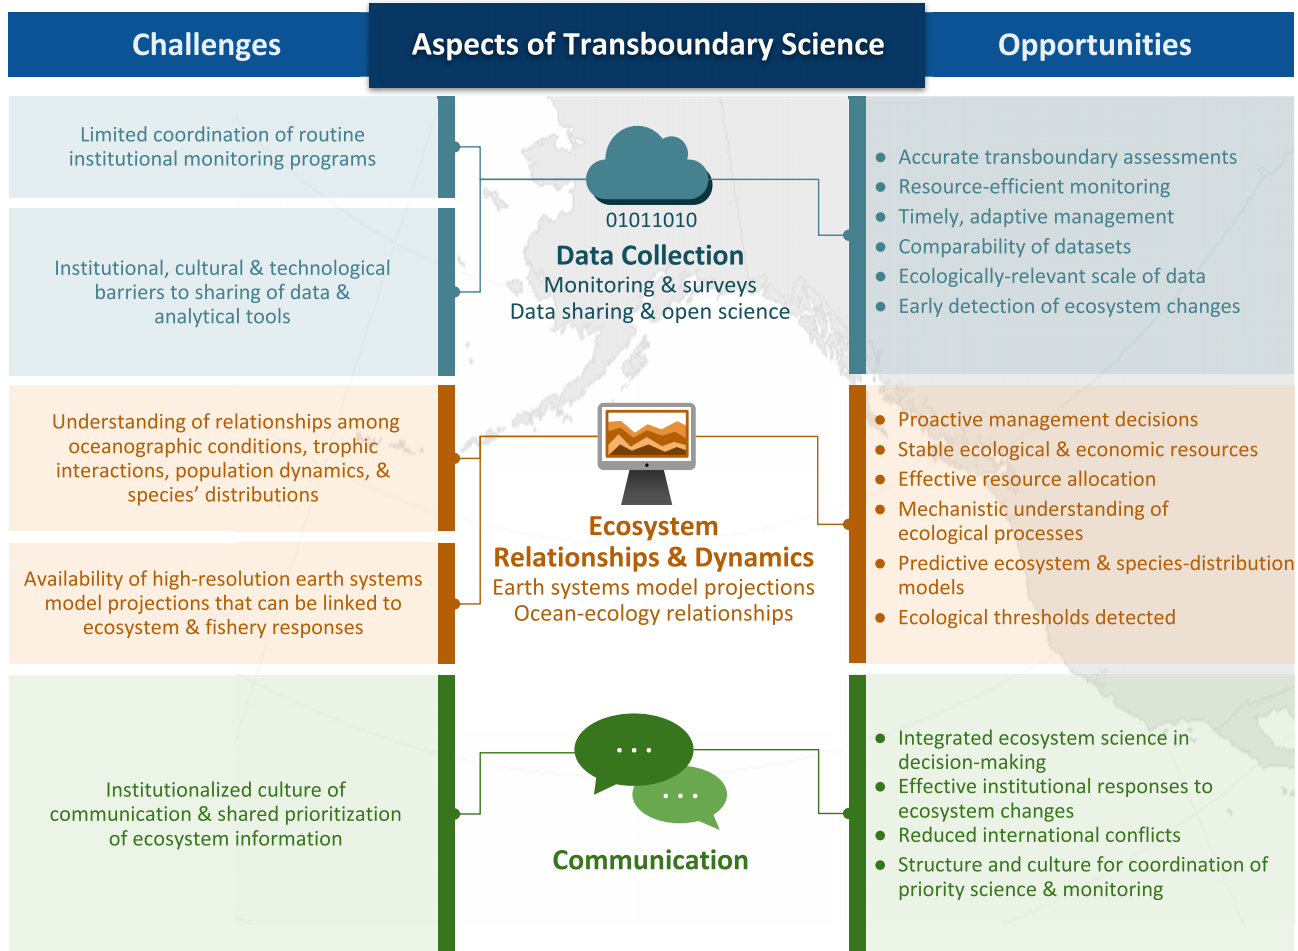 Challenges
Aspects of Transboundary Science
Opportunities
Limited coordination of routine
institutional monitoring programs
Institutional, cultural & technological
barriers to sharing of data &
analytical tools
01011010
Data Collection
Monitoring & surveys
Data sharing & open science
● Accurate transboundary assessments
● Resource-efficient monitoring
● Timely, adaptive management
● Comparability of datasets
● Ecologically-relevant scale of data
● Early detection of ecosystem changes
Understanding of relationships among
oceanographic conditions, trophic
interactions, population dynamics, &
species’ distributions
Availability of high-resolution earth systems
model projections that can be linked to
ecosystem & fishery responses
Ecosystem
Relationships & Dynamics
Earth systems model projections
Ocean-ecology relationships
● Proactive management decisions
● Stable ecological & economic resources
● Effective resource allocation
● Mechanistic understanding of
ecological processes
● Predictive ecosystem & species-distribution
models
● Ecological thresholds detected
Institutionalized culture of
communication & shared prioritization
of ecosystem information
Communication
● Integrated ecosystem science in
decision-making
● Effective institutional responses to
ecosystem changes
● Reduced international conflicts
● Structure and culture for coordination of
priority science & monitoring